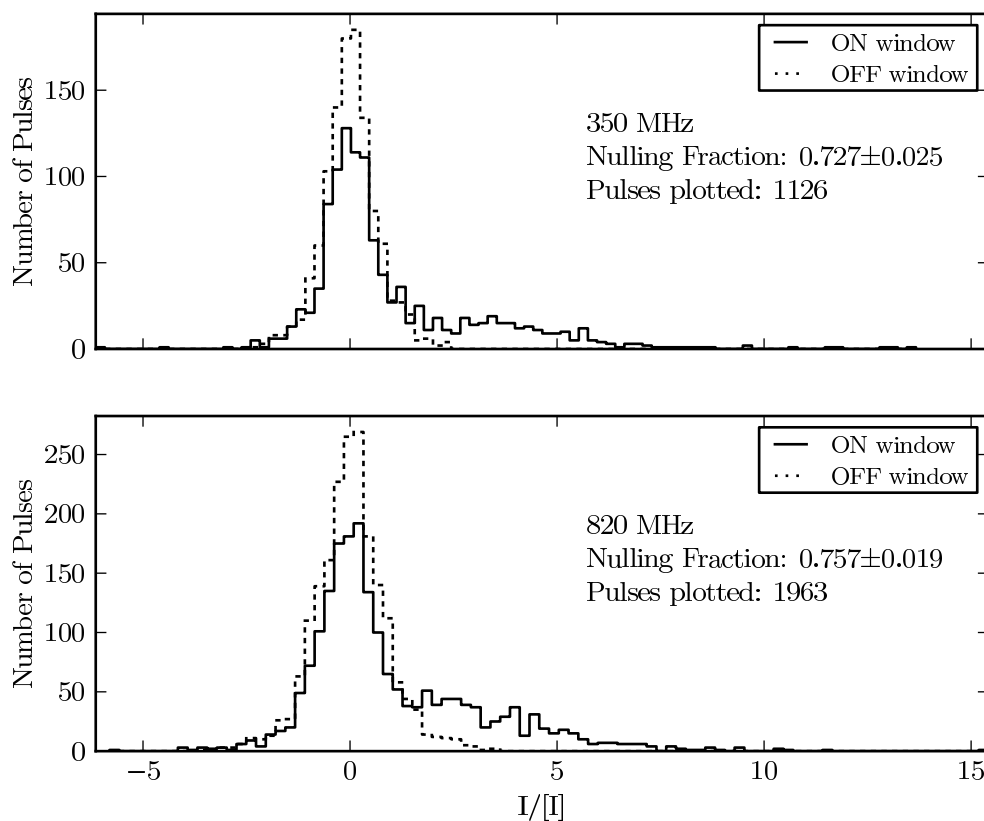 ON window
OFF window
350 MHz
Nulling Fraction: 0.727±0.025
Pulses plotted: 1126
Number of Pulses
150
100
50
0
ON window
OFF window
820 MHz
Nulling Fraction: 0.757±0.019
Pulses plotted: 1963
Number of Pulses
250
200
150
100
50
0
−5 0 5 10 15
I/[I]